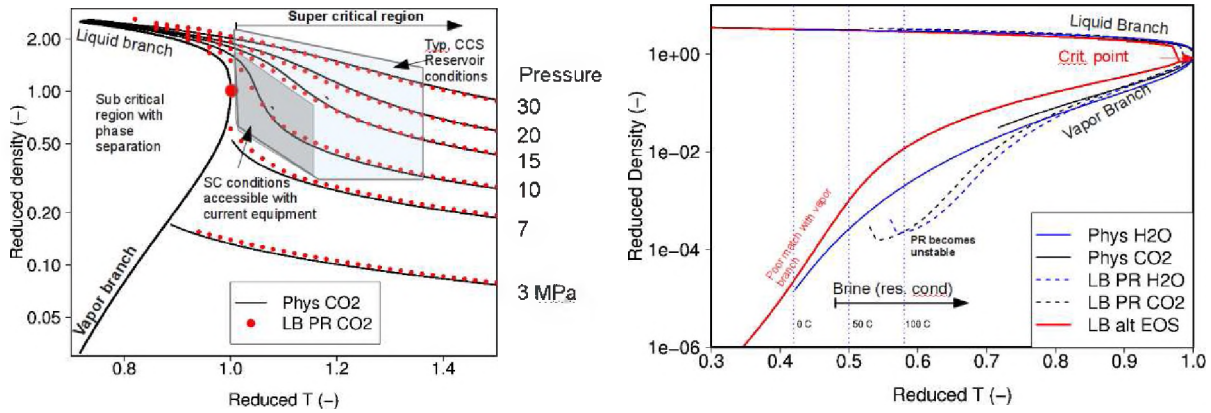 Super critical region
2.00
Liquid branch
Typ, CCS
Reservoir
conditions
Pressure
1.00
Sub critical
region with
phase
separation
30
20
0.50
15
SC conditions
accessible with
current equipment
10
0.20
7
0.10
Vapor branch
Phys CO2
LB PR CO2
3 MPa
0.05
0.8
1.0
1.2
1.4
Reduced T (-)
Reduced density (-)
Liquid Branch
1e+00
Crit. point
Vapor Branch
1e-02
Reduced Density (-)
Poor match with vapor
branch
1e-04
PR becomes
unstable
Brine (res. cond)
0 C
50 C
100 C
Phys H2O
Phys CO2
LB PR H2O
LB PR CO2
LB alt EOS
1e-06
0.3
0.4
0.5
0.6
0.7
0.8
0.9
1.0
Reduced T (-)